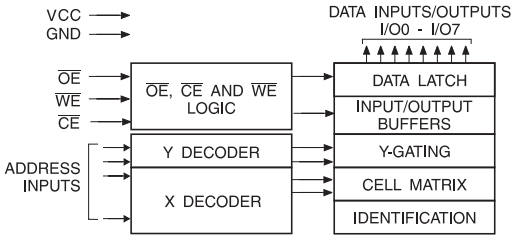 VCC
GND
DATA INPUTS/OUTPUTS
I/O0 - I/O7
OE
WE
CE
OE, CE AND WE
LOGIC
DATA LATCH
INPUT/OUTPUT
BUFFERS
ADDRESS
INPUTS
Y DECODER
Y-GATING
X DECODER
CELL MATRIX
IDENTIFICATION